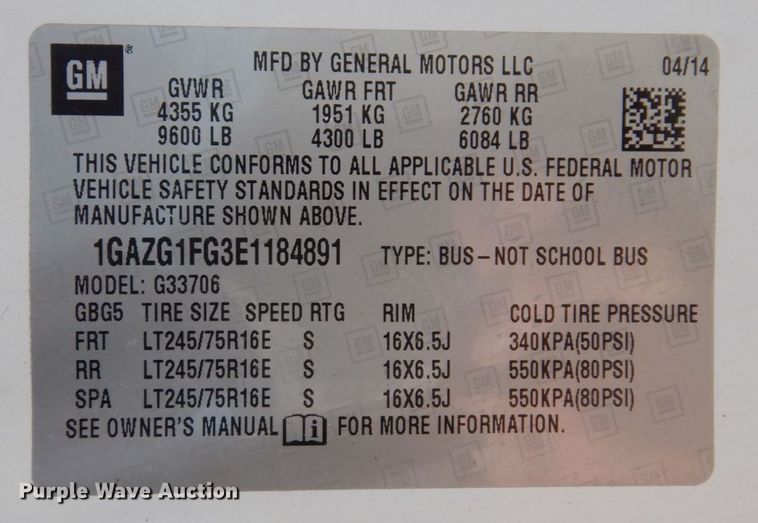 GM ®
MFD BY GENERAL MOTORS LLC 04/14
GVWR GAWR FRT GAWR RR
4355 KG 1951 KG 2760 KG
9600 LB 4300 LB 6084 LB
THIS VEHICLE CONFORMS TO ALL APPLICABLE U.S. FEDERAL MOTOR
VEHICLE SAFETY STANDARDS IN EFFECT ON THE DATE OF
MANUFACTURE SHOWN ABOVE.
1GAZG1FG3E1184891 TYPE: BUS–NOT SCHOOL BUS
MODEL: G33706
GBG5 TIRE SIZE SPEED RTG RIM COLD TIRE PRESSURE
FRT LT245/75R16E S 16X6.5J 340KPA(50PSI)
RR LT245/75R16E S 16X6.5J 550KPA(80PSI)
SPA LT245/75R16E S 16X6.5J 550KPA(80PSI)
SEE OWNER'S MANUAL i FOR MORE INFORMATION.
Purple Wave Auction